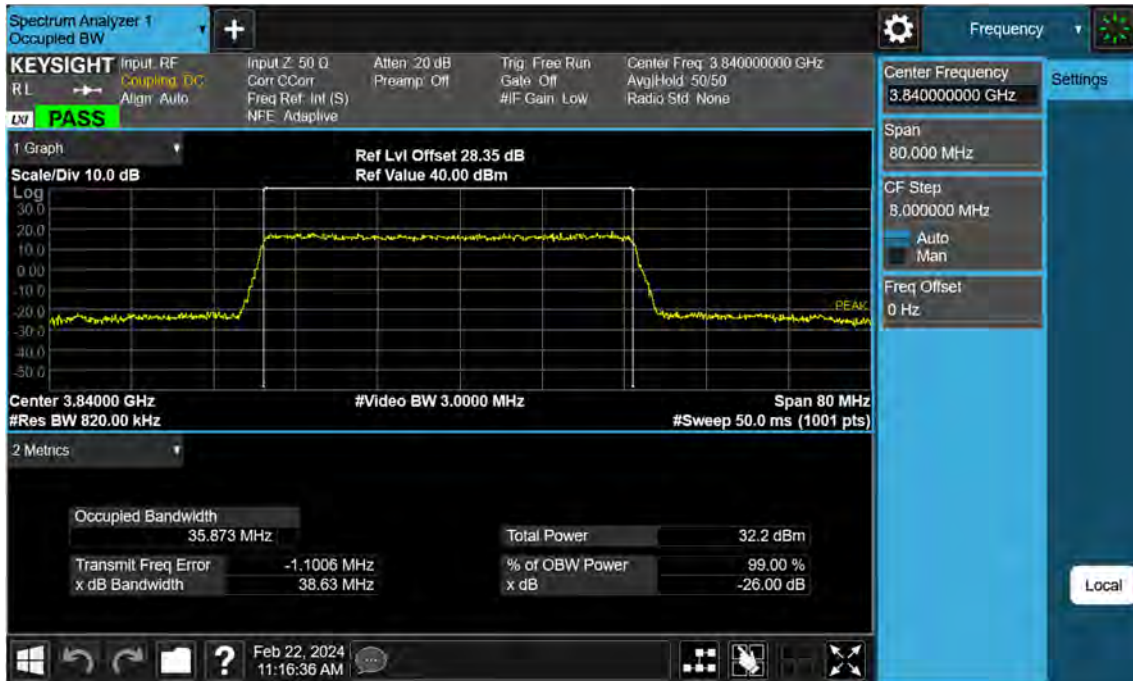 Spectrum Analyzer 1
Occupied BW
Frequency
KEYSIGHT
RL
LXI
PASS
Input: RF
Coupling: DC
Align: Auto
Input Z: 50 Ω
Corr CCorr
Freq Ref: Int (S)
NFE: Adaptive
Atten: 20 dB
Preamp: Off
Trig: Free Run
Gate: Off
#IF Gain: Low
Center Freq: 3.840000000 GHz
Avg|Hold: 50/50
Radio Std: None
Center Frequency
3.840000000 GHz
Settings
Span
80.000 MHz
CF Step
8.000000 MHz
Auto
Man
Freq Offset
0 Hz
1 Graph
Scale/Div 10.0 dB
Ref Lvl Offset 28.35 dB
Ref Value 40.00 dBm
Log
30.0
20.0
10.0
0.00
-10.0
-20.0
-30.0
-40.0
-50.0
PEAK
Center 3.84000 GHz
#Video BW 3.0000 MHz
Span 80 MHz
#Res BW 820.00 kHz
#Sweep 50.0 ms (1001 pts)
2 Metrics
Occupied Bandwidth
35.873 MHz
Total Power 32.2 dBm
Transmit Freq Error -1.1006 MHz
% of OBW Power 99.00 %
x dB Bandwidth 38.63 MHz
x dB -26.00 dB
Local
?
Feb 22, 2024
11:16:36 AM